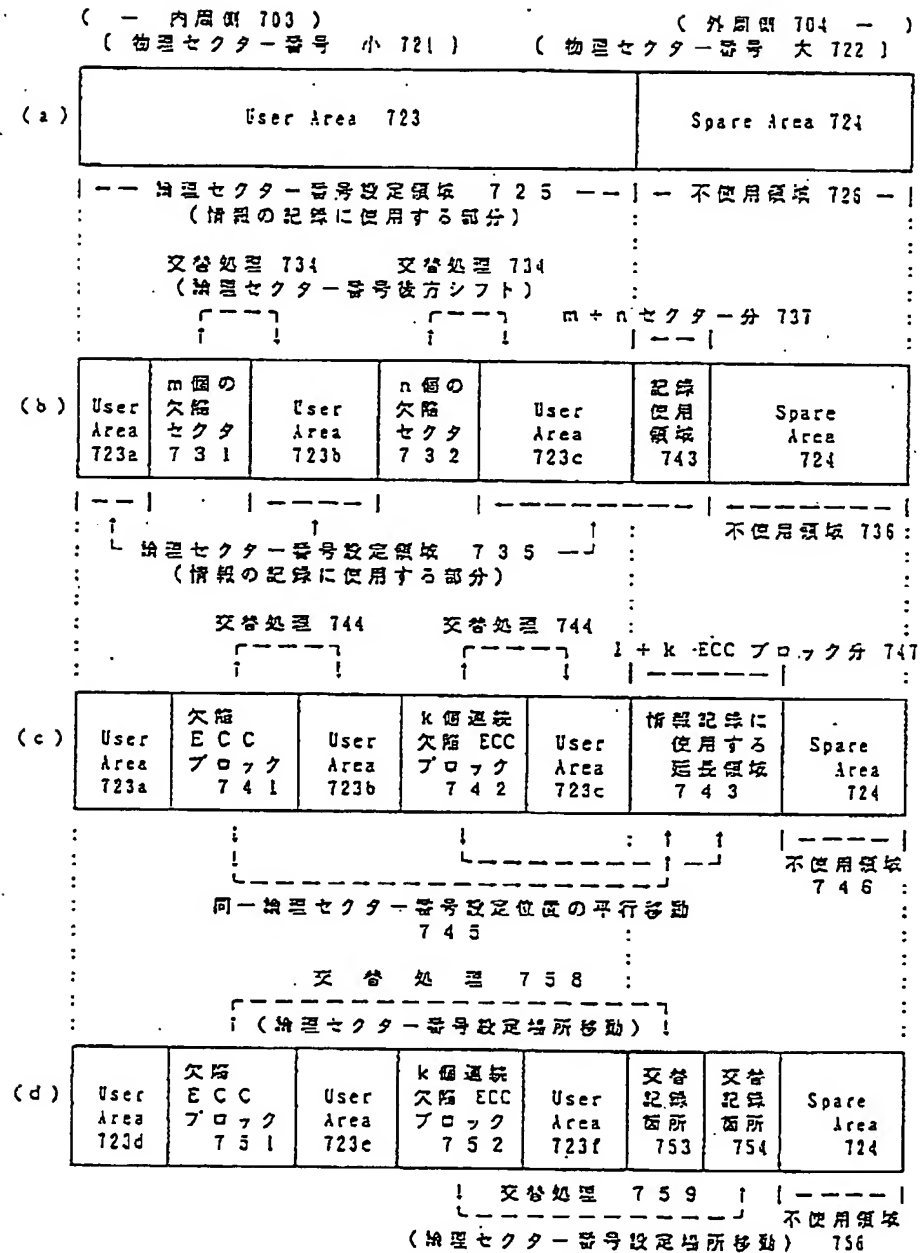 ( — 内周側 703 ) ( 外周側 704 — )
( 物理セクター番号 小 721 ) ( 物理セクター番号 大 722 )
(a) User Area 723 Spare Area 724
論理セクター番号設定領域 725 不使用領域 726
(情報の記録に使用する部分)
交替処理 734 交替処理 734
(論理セクター番号後方シフト)
m + n セクター分 737
(b)
User
Area
723a
m個の
欠陥
セクタ
731
User
Area
723b
n個の
欠陥
セクタ
732
User
Area
723c
記録
使用
領域
743
Spare
Area
724
不使用領域 736
論理セクター番号設定領域 735
(情報の記録に使用する部分)
交替処理 744 交替処理 744
l + k ECC ブロック分 747
(c)
User
Area
723a
欠陥
ECC
ブロック
741
User
Area
723b
k個連続
欠陥 ECC
ブロック
742
User
Area
723c
情報記録に
使用する
延長領域
743
Spare
Area
724
不使用領域
746
同一論理セクター番号設定位置の平行移動
745
交替処理 758
(論理セクター番号設定場所移動)
(d)
User
Area
723d
欠陥
ECC
ブロック
751
User
Area
723e
k個連続
欠陥 ECC
ブロック
752
User
Area
723f
交替
記録
箇所
753
交替
記録
箇所
754
Spare
Area
724
交替処理 759
不使用領域
(論理セクター番号設定場所移動) 756